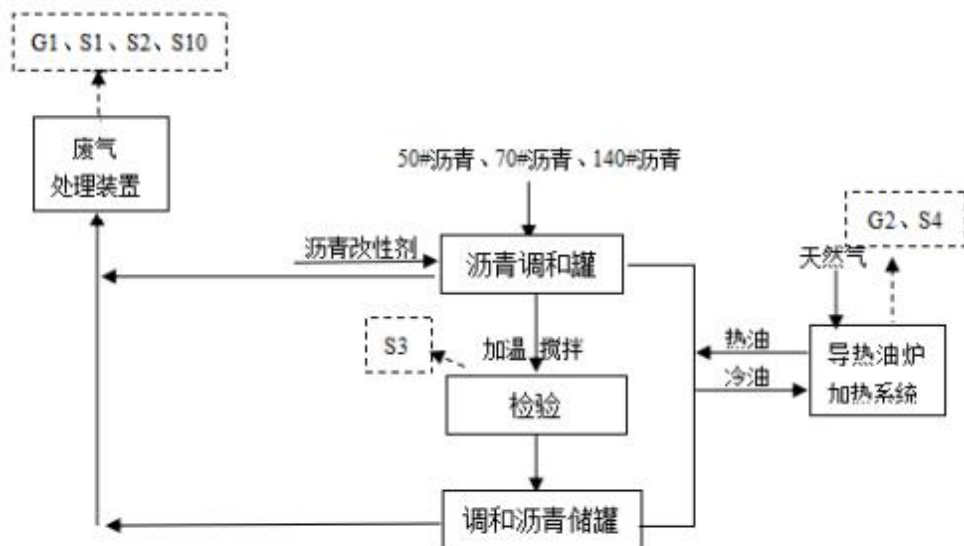 G1、S1、S2、S10
废气
处理装置
50#沥青、70#沥青、140#沥青
G2、S4
沥青改性剂
沥青调和罐
天然气
S3
加温 搅拌
热油
导热油炉
冷油
加热系统
检验
调和沥青储罐